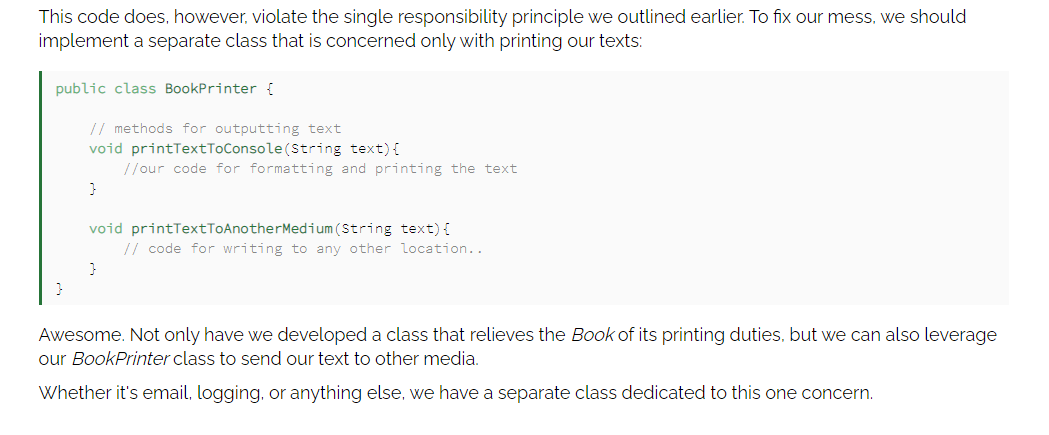 This code does, however, violate the single responsibility principle we outlined earlier. To fix our mess, we should
implement a separate class that is concerned only with printing our texts:
public class BookPrinter {
// methods for outputting text
void printTextToConsole(String text){
//our code for formatting and printing the text
}
void printTextToAnotherMedium(String text){
// code for writing to any other location..
}
}
Awesome. Not only have we developed a class that relieves the Book of its printing duties, but we can also leverage
our BookPrinter class to send our text to other media.
Whether it's email, logging, or anything else, we have a separate class dedicated to this one concern.